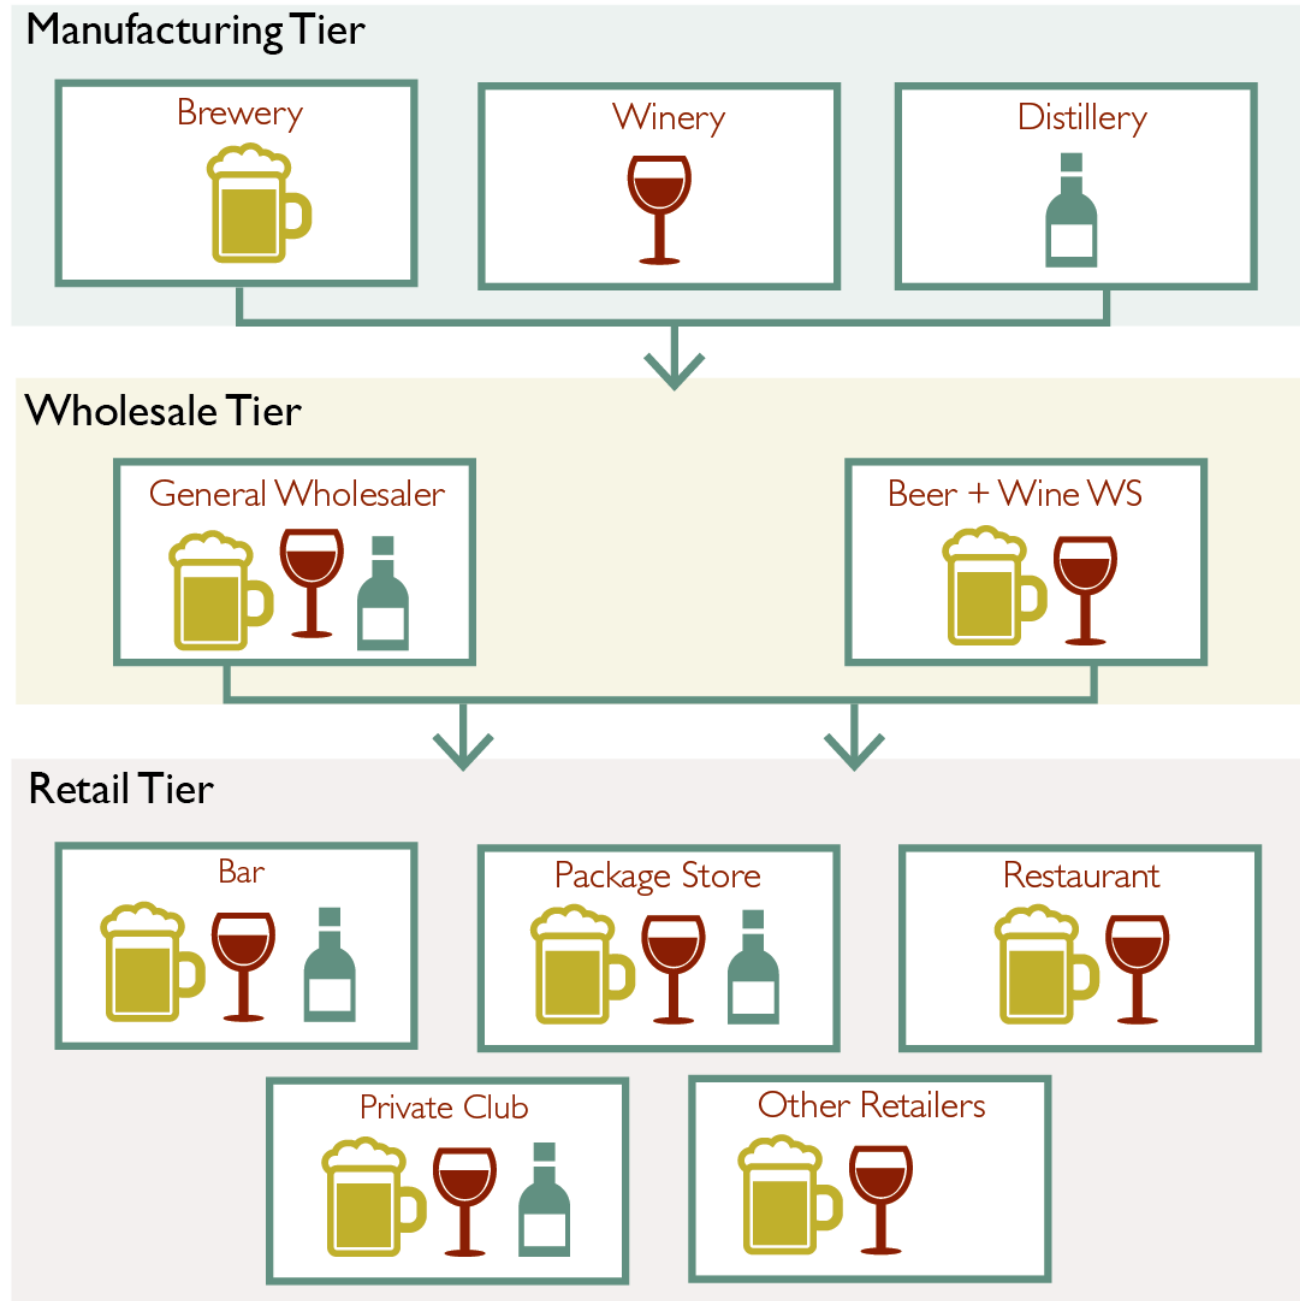 Manufacturing Tier
Brewery
Winery
Distillery
Wholesale Tier
General Wholesaler
Beer + Wine WS
Retail Tier
Bar
Package Store
Restaurant
Private Club
Other Retailers